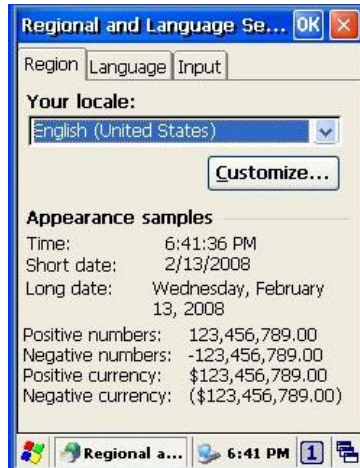 Regional and Language Se... OK
Region Language Input
Your locale:
English (United States)
Customize...
Appearance samples
Time: 6:41:36 PM
Short date: 2/13/2008
Long date: Wednesday, February
13, 2008
Positive numbers: 123,456,789.00
Negative numbers: -123,456,789.00
Positive currency: $123,456,789.00
Negative currency: ($123,456,789.00)
Regional a... 6:41 PM 1